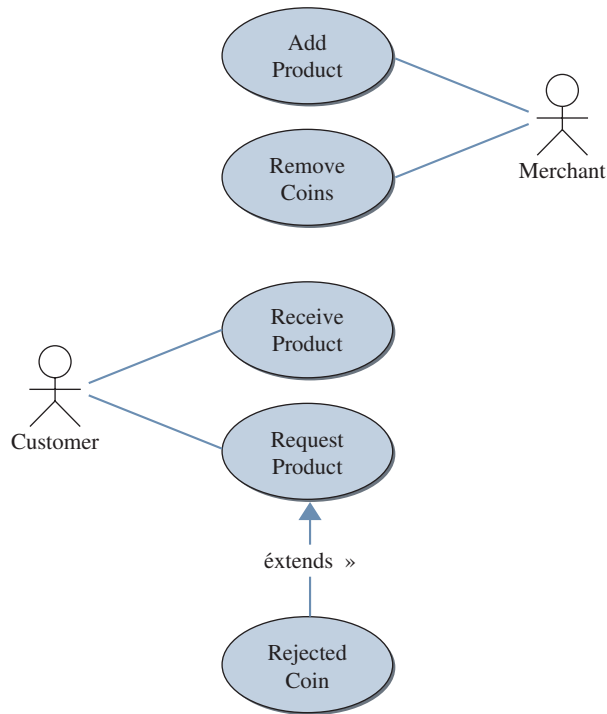 Add
Product
Remove
Coins
Merchant
Receive
Product
Customer
Request
Product
éxtends »
Rejected
Coin